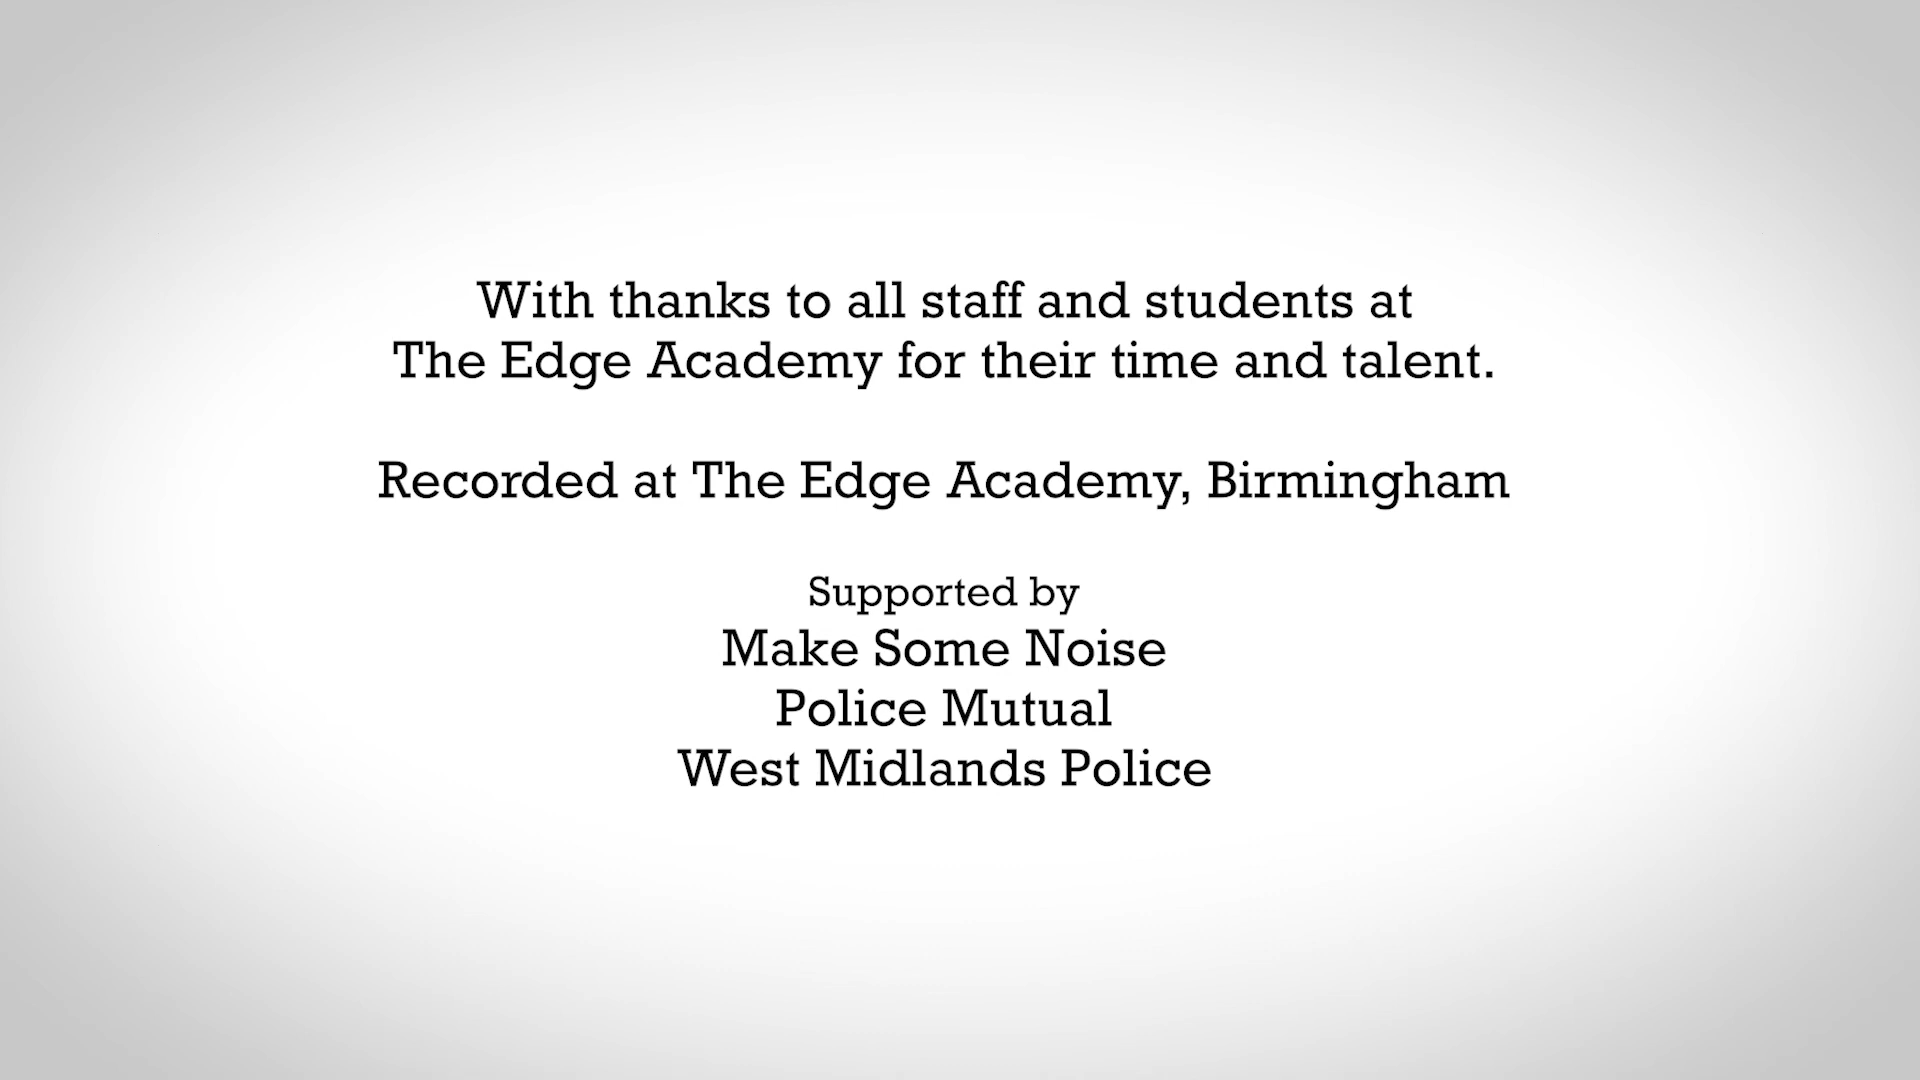 With thanks to all staff and students at
The Edge Academy for their time and talent.
Recorded at The Edge Academy, Birmingham
Supported by
Make Some Noise
Police Mutual
West Midlands Police